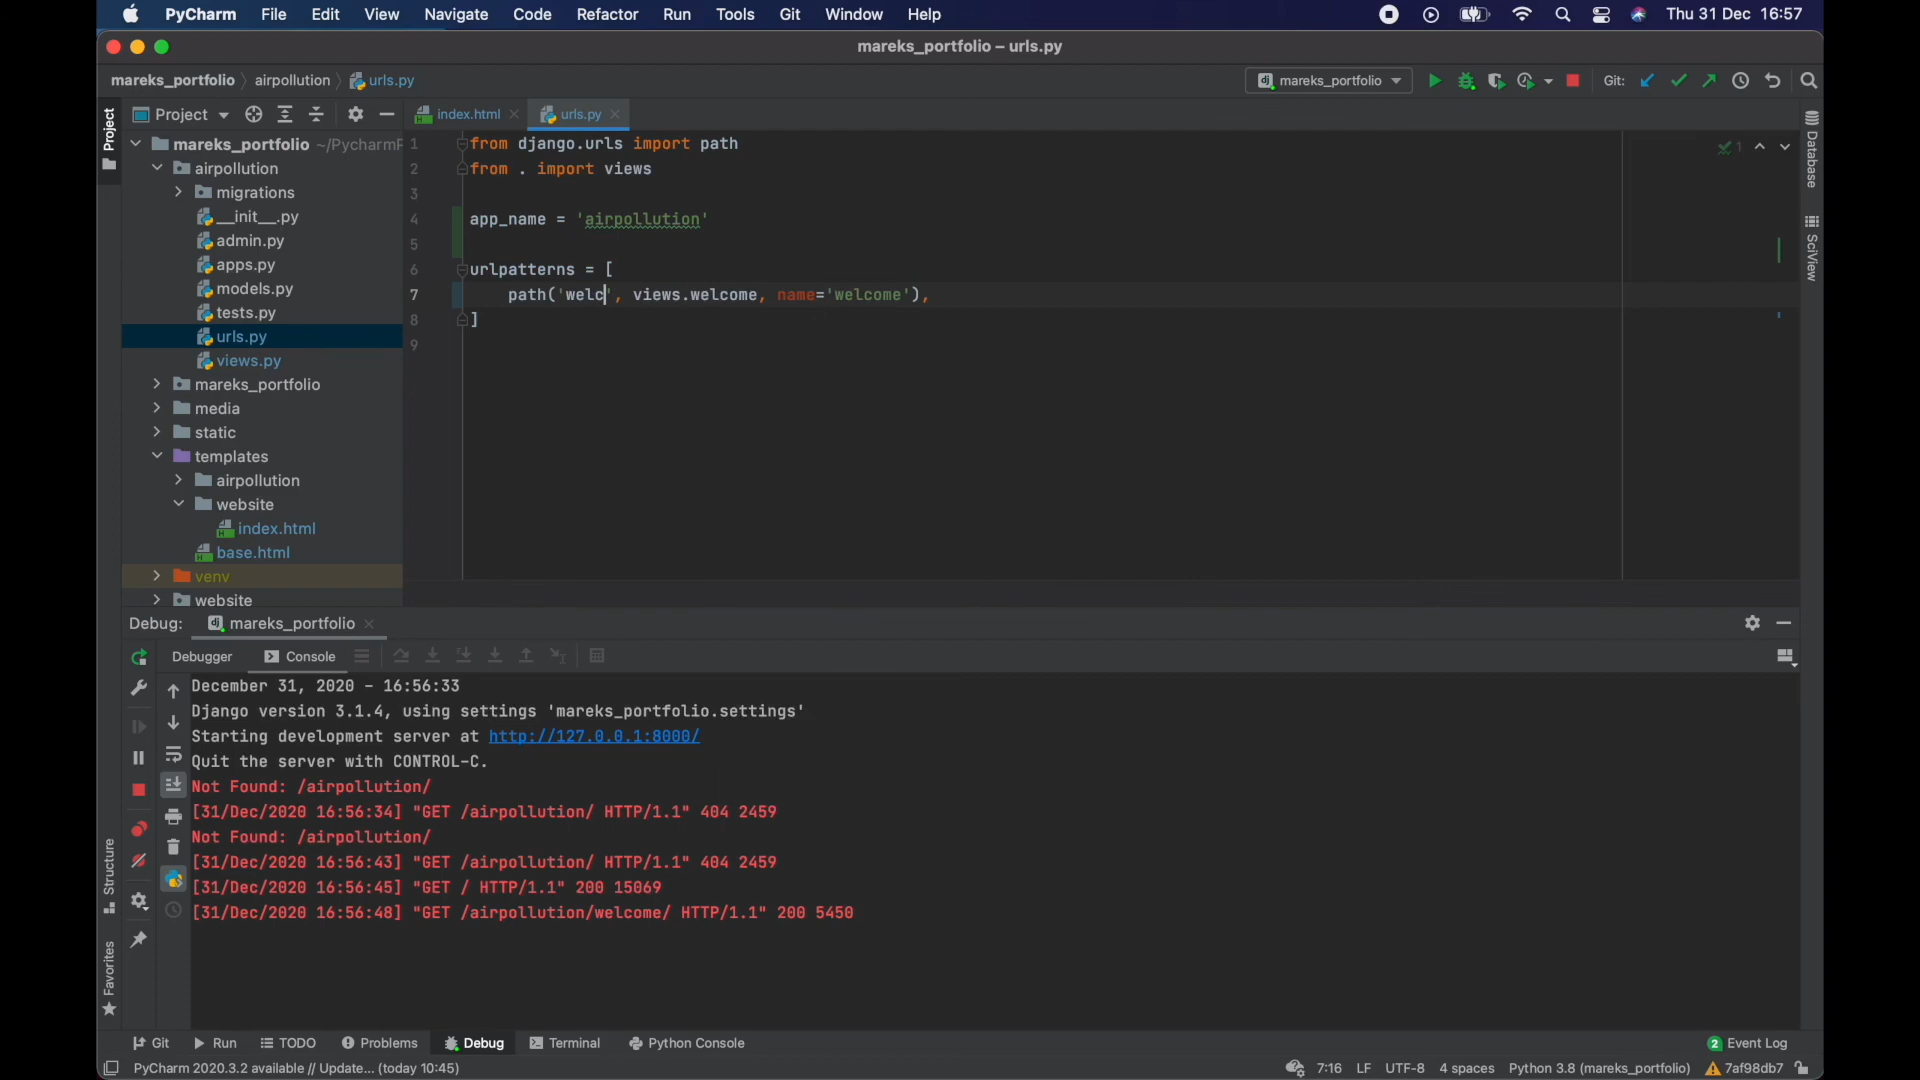 PyCharm File Edit View Navigate Code Refactor Run Tools Git Window Help Thu 31 Dec 16:57
mareks_portfolio – urls.py
mareks_portfolio airpollution urls.py mareks_portfolio Git:
Project index.html urls.py
mareks_portfolio ~/PycharmP
airpollution
migrations
__init__.py
admin.py
apps.py
models.py
tests.py
urls.py
views.py
mareks_portfolio
media
static
templates
airpollution
website
index.html
base.html
venv
website
1 from django.urls import path
2 from . import views
3
4 app_name = 'airpollution'
5
6 urlpatterns = [
7 path('welc', views.welcome, name='welcome'),
8 ]
9
1
Project
Structure
Favorites
Database
SciView
Debug: mareks_portfolio
Debugger Console
December 31, 2020 - 16:56:33
Django version 3.1.4, using settings 'mareks_portfolio.settings'
Starting development server at http://127.0.0.1:8000/
Quit the server with CONTROL-C.
Not Found: /airpollution/
[31/Dec/2020 16:56:34] "GET /airpollution/ HTTP/1.1" 404 2459
Not Found: /airpollution/
[31/Dec/2020 16:56:43] "GET /airpollution/ HTTP/1.1" 404 2459
[31/Dec/2020 16:56:45] "GET / HTTP/1.1" 200 15069
[31/Dec/2020 16:56:48] "GET /airpollution/welcome/ HTTP/1.1" 200 5450
Git Run TODO Problems Debug Terminal Python Console 2 Event Log
PyCharm 2020.3.2 available // Update... (today 10:45) 7:16 LF UTF-8 4 spaces Python 3.8 (mareks_portfolio) 7af98db7